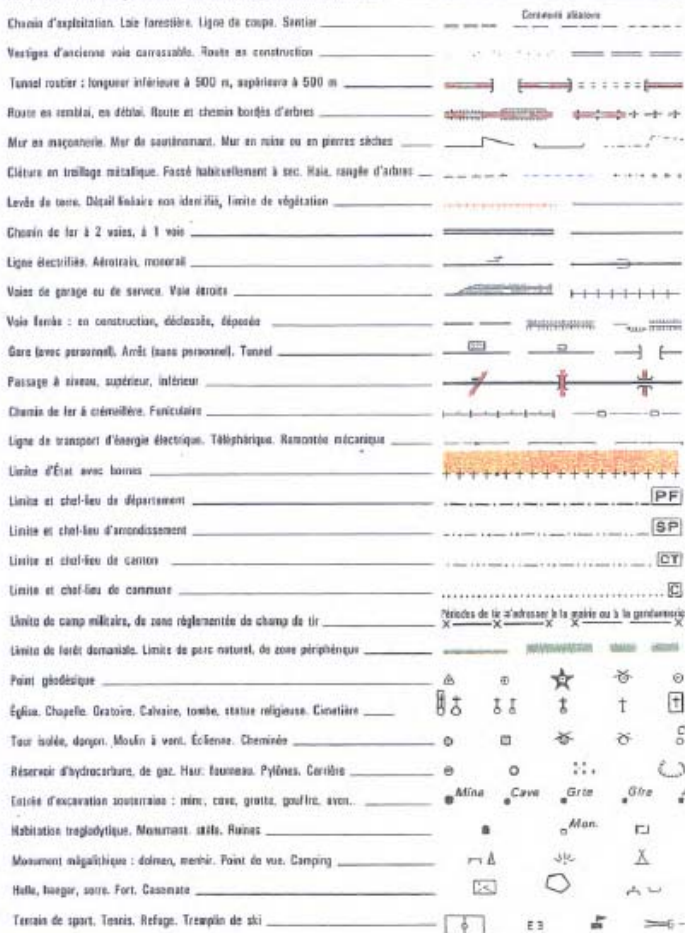 Chemin d'exploitation. Laie forestière. Ligne de coupe. Sentier
Vestiges d'ancienne voie carrossable. Route en construction
Tunnel routier : longueur inférieure à 500 m, supérieure à 500 m
Route en remblai, en déblai. Route et chemin bordés d'arbres
Mur en maçonnerie. Mur de soutènement. Mur en ruine ou en pierres sèches
Clôture en treillage métallique. Fossé habituellement à sec. Haie, rangée d'arbres
Levée de terre. Détail linéaire non identifié, limite de végétation
Chemin de fer à 2 voies, à 1 voie
Ligne électrifiée. Aérotrain, monorail
Voies de garage ou de service. Voie étroite
Voie ferrée : en construction, déclassée, déposée
Gare (avec personnel). Arrêt (sans personnel). Tunnel
Passage à niveau, supérieur, inférieur
Chemin de fer à crémaillère. Funiculaire
Ligne de transport d'énergie électrique. Téléphérique. Remontée mécanique
Limite d'État avec bornes
Limite et chef-lieu de département PF
Limite et chef-lieu d'arrondissement SP
Limite et chef-lieu de canton CT
Limite et chef-lieu de commune C
Limite de camp militaire, de zone réglementée de champ de tir Périodes de tir s'adresser à la mairie ou à la gendarmerie
Limite de forêt domaniale. Limite de parc naturel, de zone périphérique
Point géodésique
Église. Chapelle. Oratoire. Calvaire, tombe, statue religieuse. Cimetière
Tour isolée, donjon. Moulin à vent. Éolienne. Cheminée
Réservoir d'hydrocarbure, de gaz. Haut fourneau. Pylônes. Carrière
Entrée d'excavation souterraine : mine, cave, grotte, gouffre, aven.. Mine Cave Grte Gfre
Habitation troglodytique. Monument. stèle. Ruines Mon.
Monument mégalithique : dolmen, menhir. Point de vue. Camping
Halle, hangar, serre. Fort. Casemate
Terrain de sport. Tennis. Refuge. Tremplin de ski